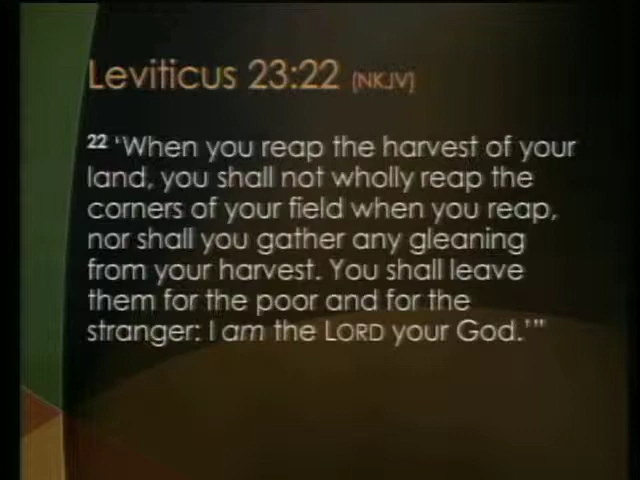 Leviticus 23:22 (NKJV)
22 ‘When you reap the harvest of your
land, you shall not wholly reap the
corners of your field when you reap,
nor shall you gather any gleaning
from your harvest. You shall leave
them for the poor and for the
stranger: I am the LORD your God.’”